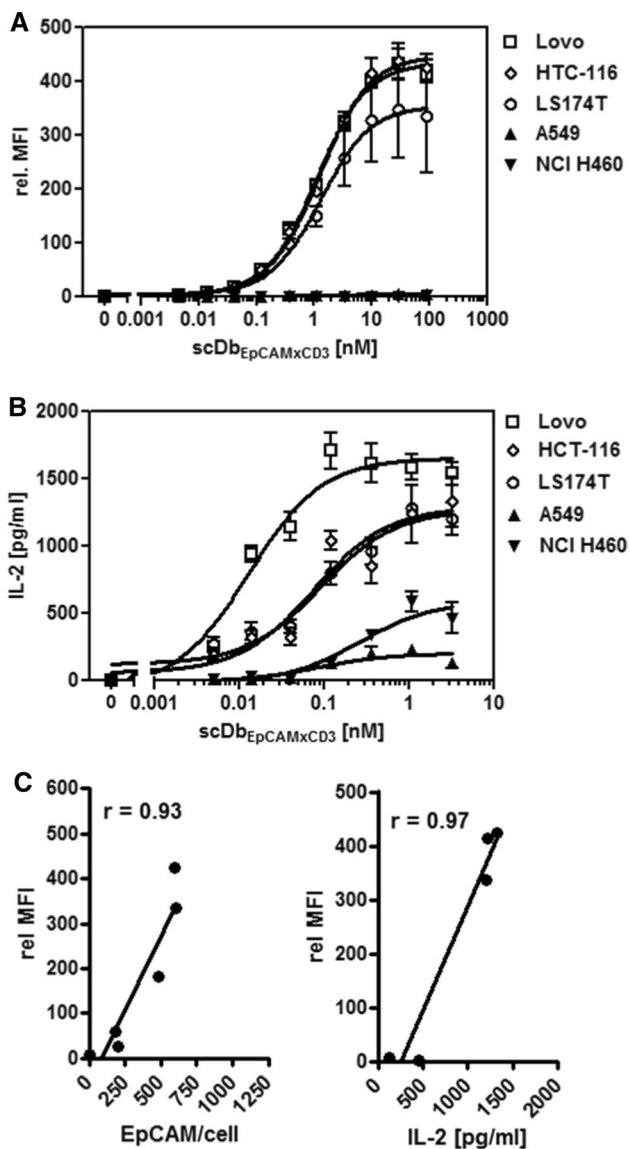 A
500
400
300
200
100
0
rel. MFI
0 0.001 0.01 0.1 1 10 100 1000
scDbEpCAMxCD3 [nM]
Lovo
HTC-116
LS174T
A549
NCI H460
B
2000
1500
1000
500
0
IL-2 [pg/ml]
0 0.001 0.01 0.1 1 10
scDbEpCAMxCD3 [nM]
Lovo
HCT-116
LS174T
A549
NCI H460
C
r = 0.93
600
500
400
300
200
100
0
rel MFI
0 250 500 750 1000 1250
EpCAM/cell
r = 0.97
500
400
300
200
100
0
rel MFI
0 500 1000 1500 2000
IL-2 [pg/ml]